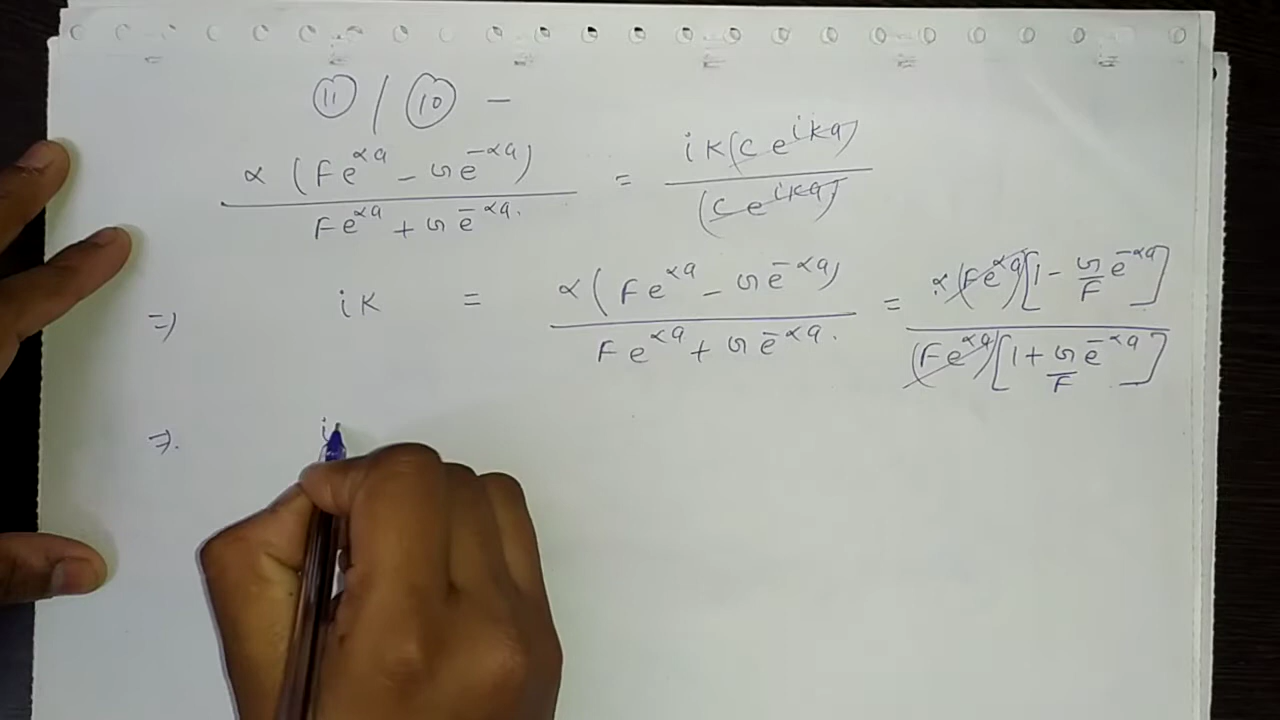 ⑪ / ⑩ –
α (Fe^{αa} – Ge^{-αa}) / Fe^{αa} + Ge^{-αa}. = iK(Ce^{ika}) / (Ce^{ika})
=> iK = α (Fe^{αa} – Ge^{-αa}) / Fe^{αa} + Ge^{-αa}. = α (Fe^{αa})[1 – G/F e^{-αa}] / (Fe^{αa})[1 + G/F e^{-αa}]
=>. i